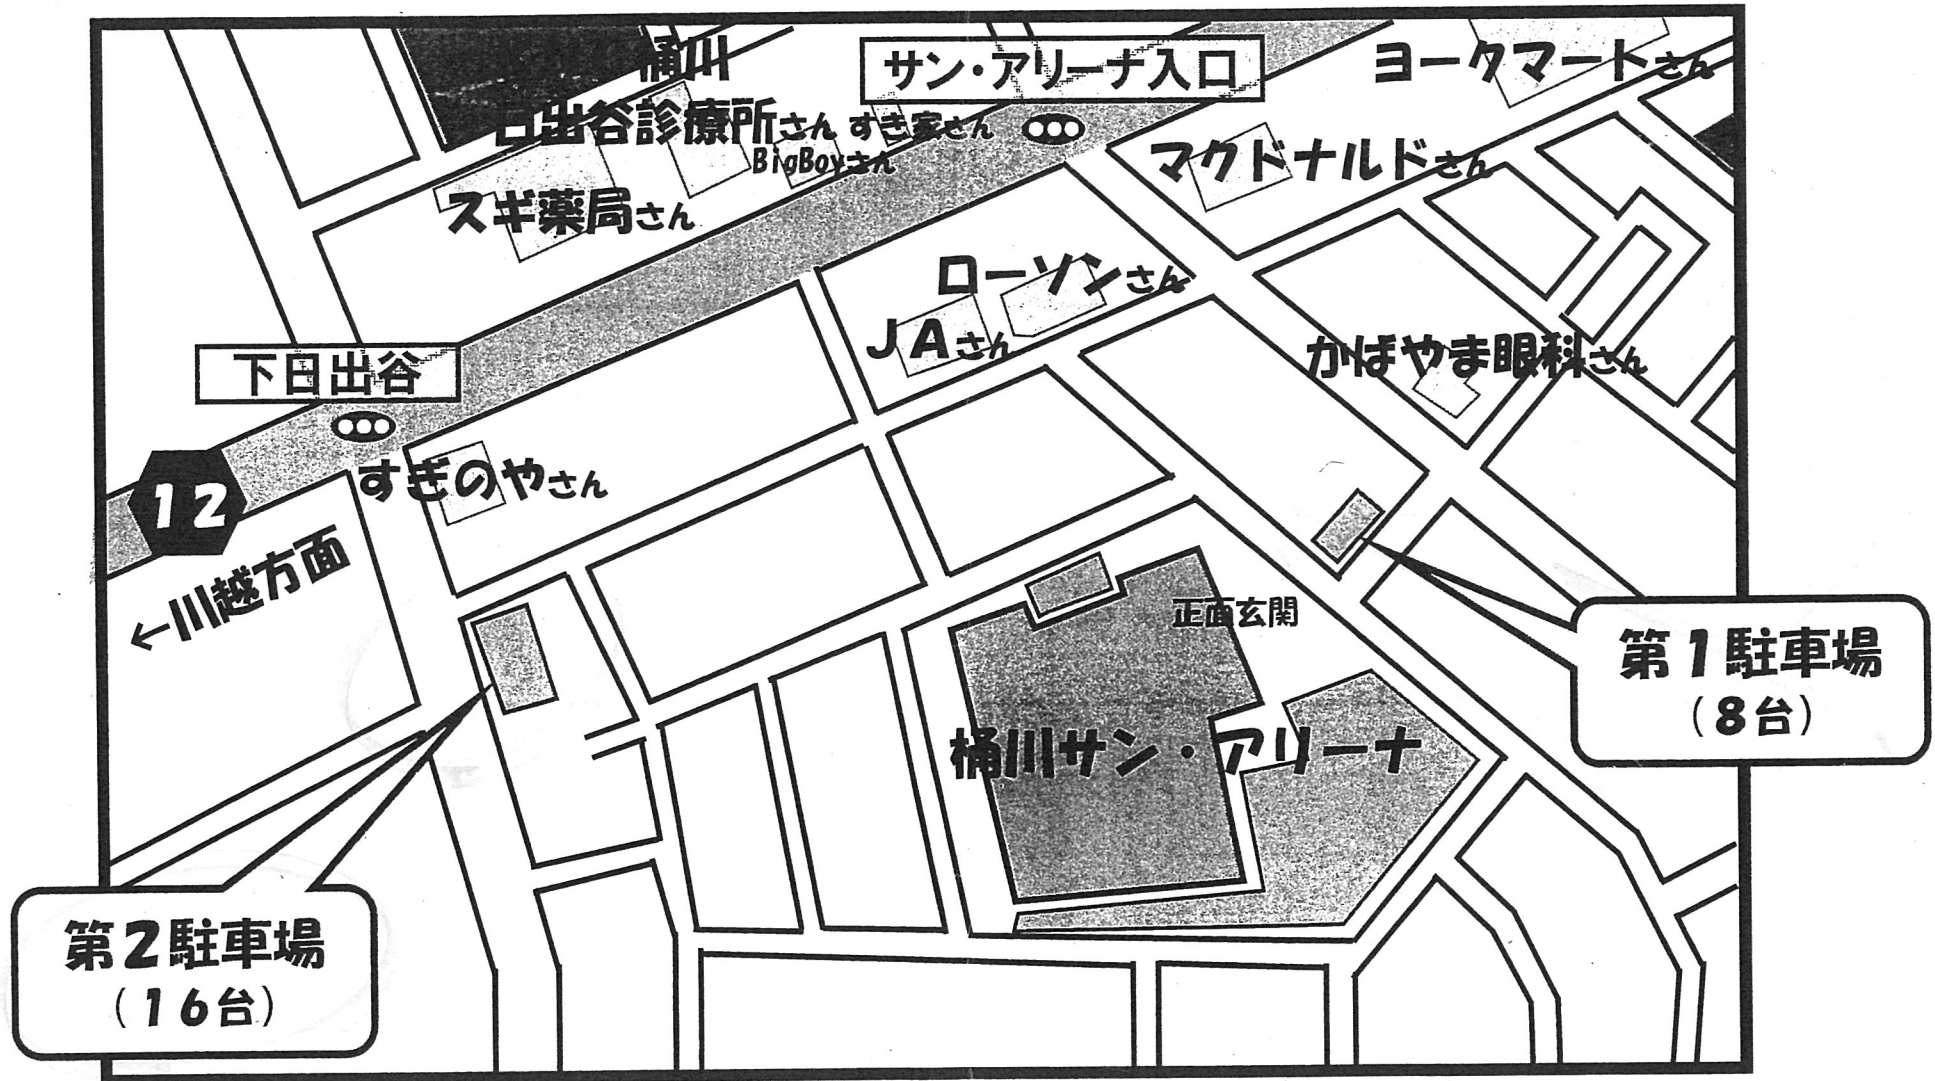 桶川
日出谷診療所さん
サン・アリーナ入口
ヨークマートさん
すき家さん
BigBoyさん
マクドナルドさん
スギ薬局さん
ローソンさん
JAさん
かばやま眼科さん
下日出谷
すぎのやさん
12
←川越方面
正面玄関
第1駐車場
(8台)
桶川サン・アリーナ
第2駐車場
(16台)